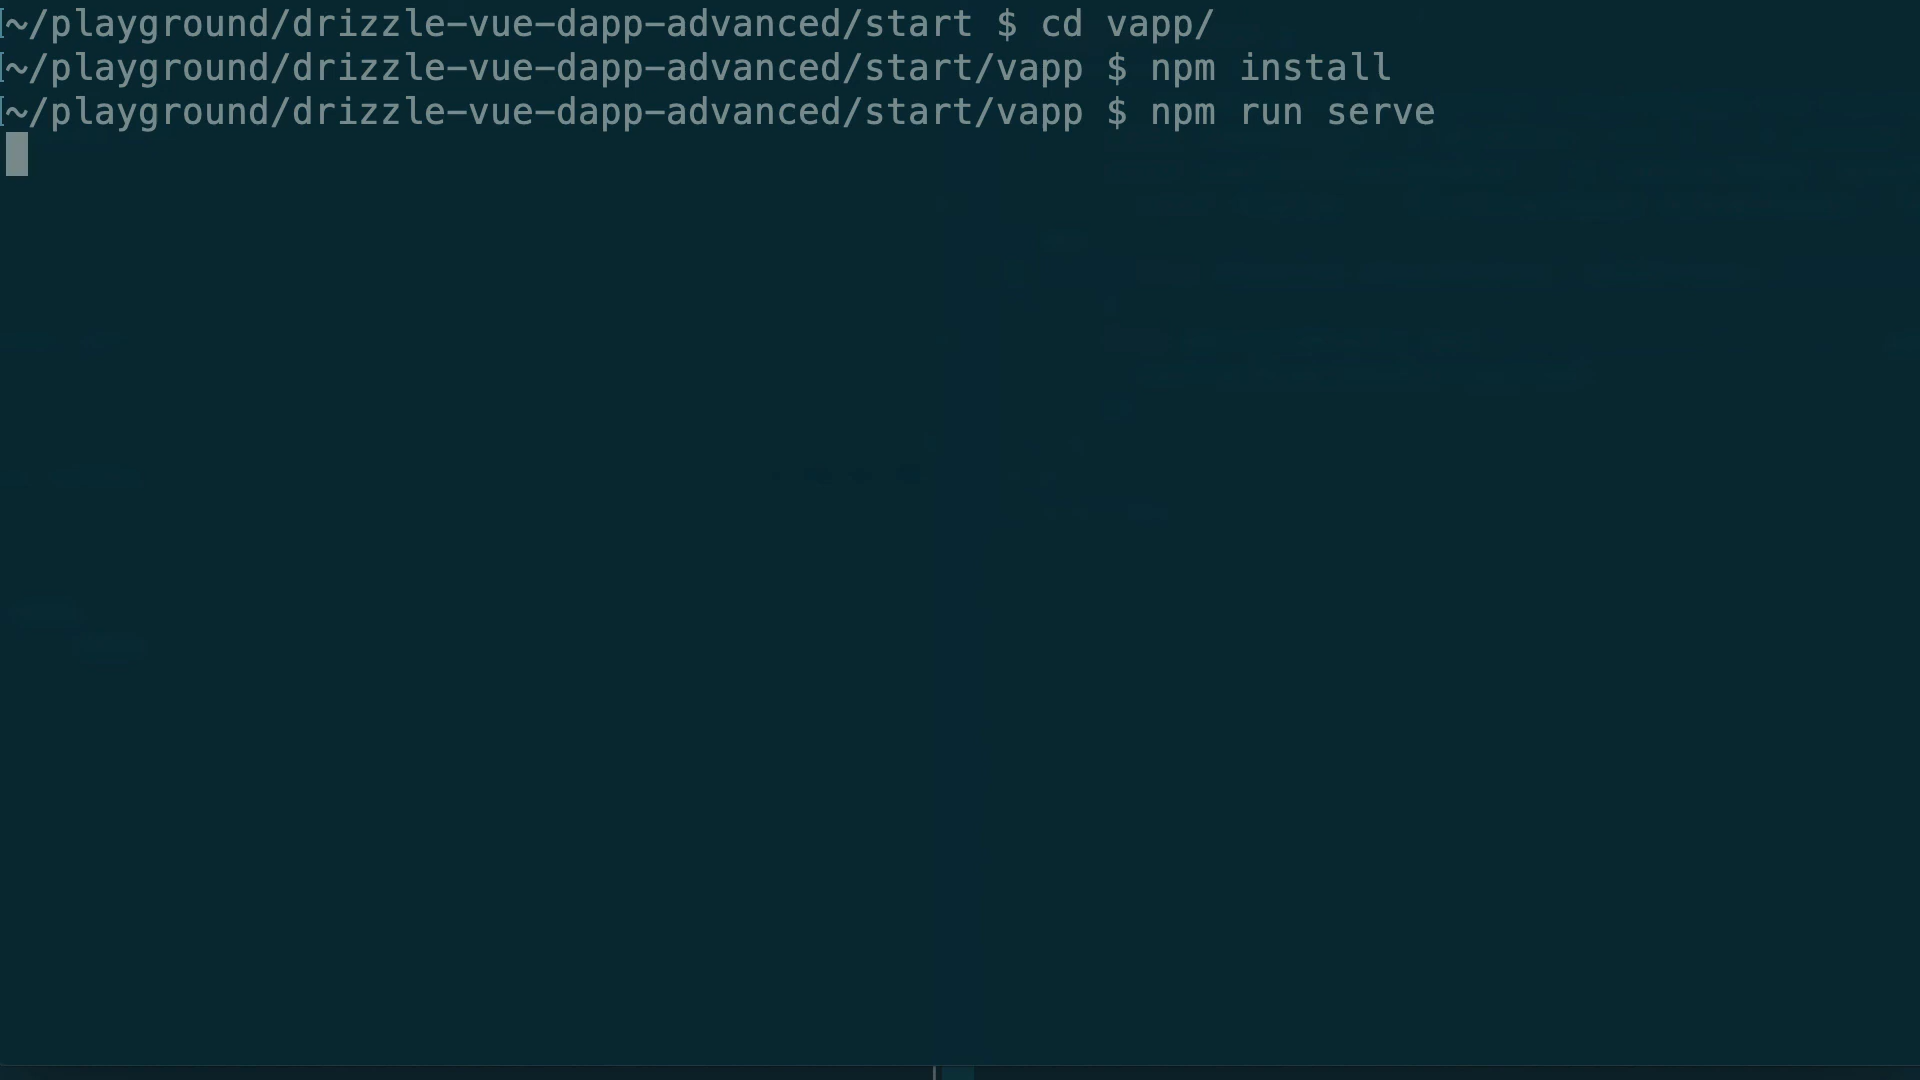 ~/playground/drizzle-vue-dapp-advanced/start $ cd vapp/
~/playground/drizzle-vue-dapp-advanced/start/vapp $ npm install
~/playground/drizzle-vue-dapp-advanced/start/vapp $ npm run serve